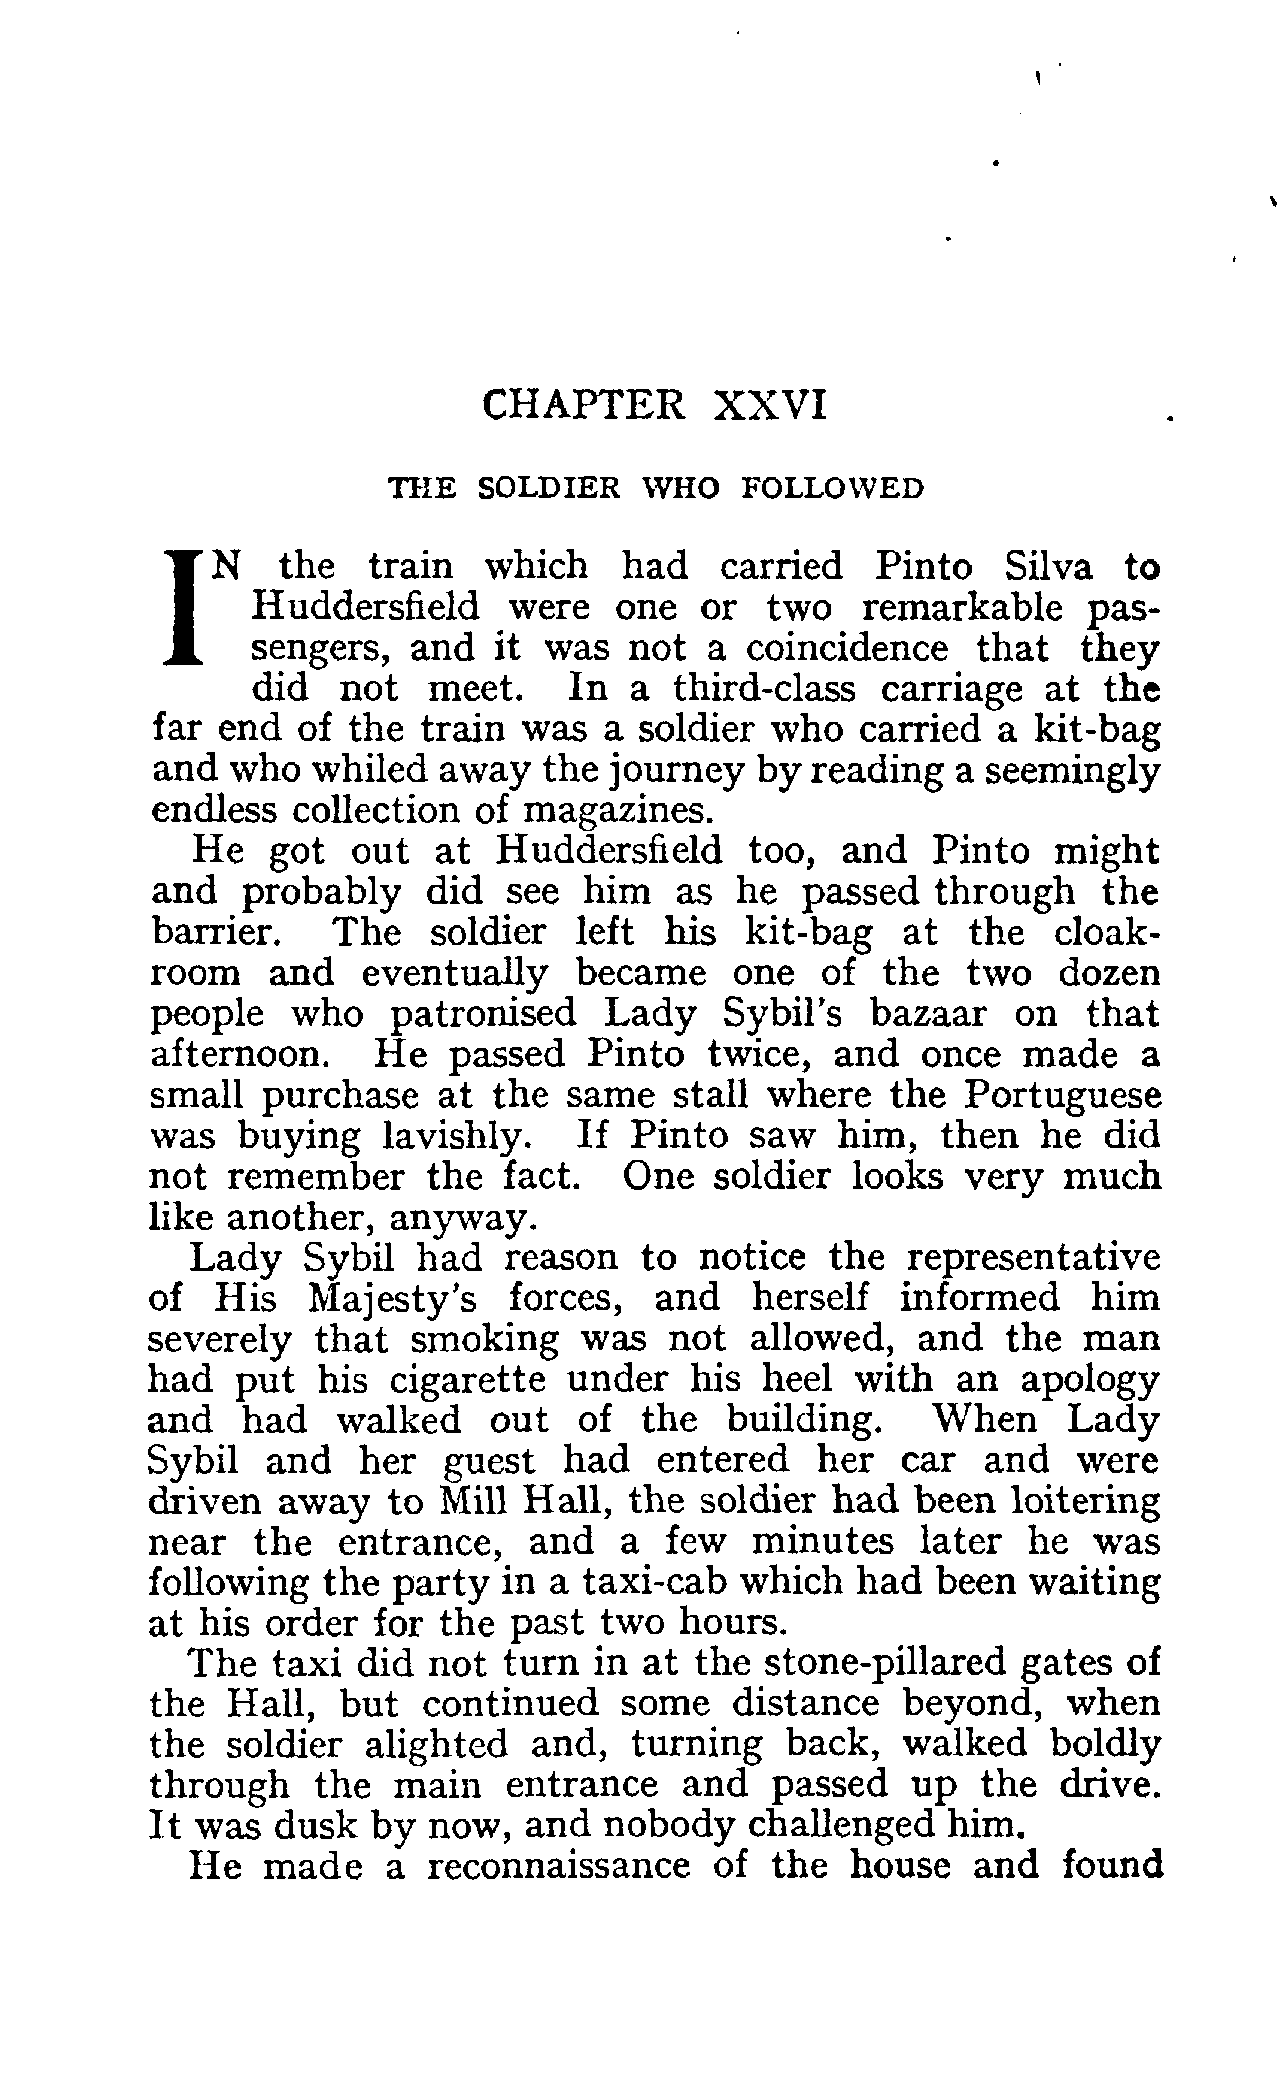 CHAPTER XXVI
THE SOLDIER WHO FOLLOWED
IN the train which had carried Pinto Silva to
Huddersfield were one or two remarkable pas-
sengers, and it was not a coincidence that they
did not meet. In a third-class carriage at the
far end of the train was a soldier who carried a kit-bag
and who whiled away the journey by reading a seemingly
endless collection of magazines.
He got out at Huddersfield too, and Pinto might
and probably did see him as he passed through the
barrier. The soldier left his kit-bag at the cloak-
room and eventually became one of the two dozen
people who patronised Lady Sybil's bazaar on that
afternoon. He passed Pinto twice, and once made a
small purchase at the same stall where the Portuguese
was buying lavishly. If Pinto saw him, then he did
not remember the fact. One soldier looks very much
like another, anyway.
Lady Sybil had reason to notice the representative
of His Majesty's forces, and herself informed him
severely that smoking was not allowed, and the man
had put his cigarette under his heel with an apology
and had walked out of the building. When Lady
Sybil and her guest had entered her car and were
driven away to Mill Hall, the soldier had been loitering
near the entrance, and a few minutes later he was
following the party in a taxi-cab which had been waiting
at his order for the past two hours.
The taxi did not turn in at the stone-pillared gates of
the Hall, but continued some distance beyond, when
the soldier alighted and, turning back, walked boldly
through the main entrance and passed up the drive.
It was dusk by now, and nobody challenged him.
He made a reconnaissance of the house and found